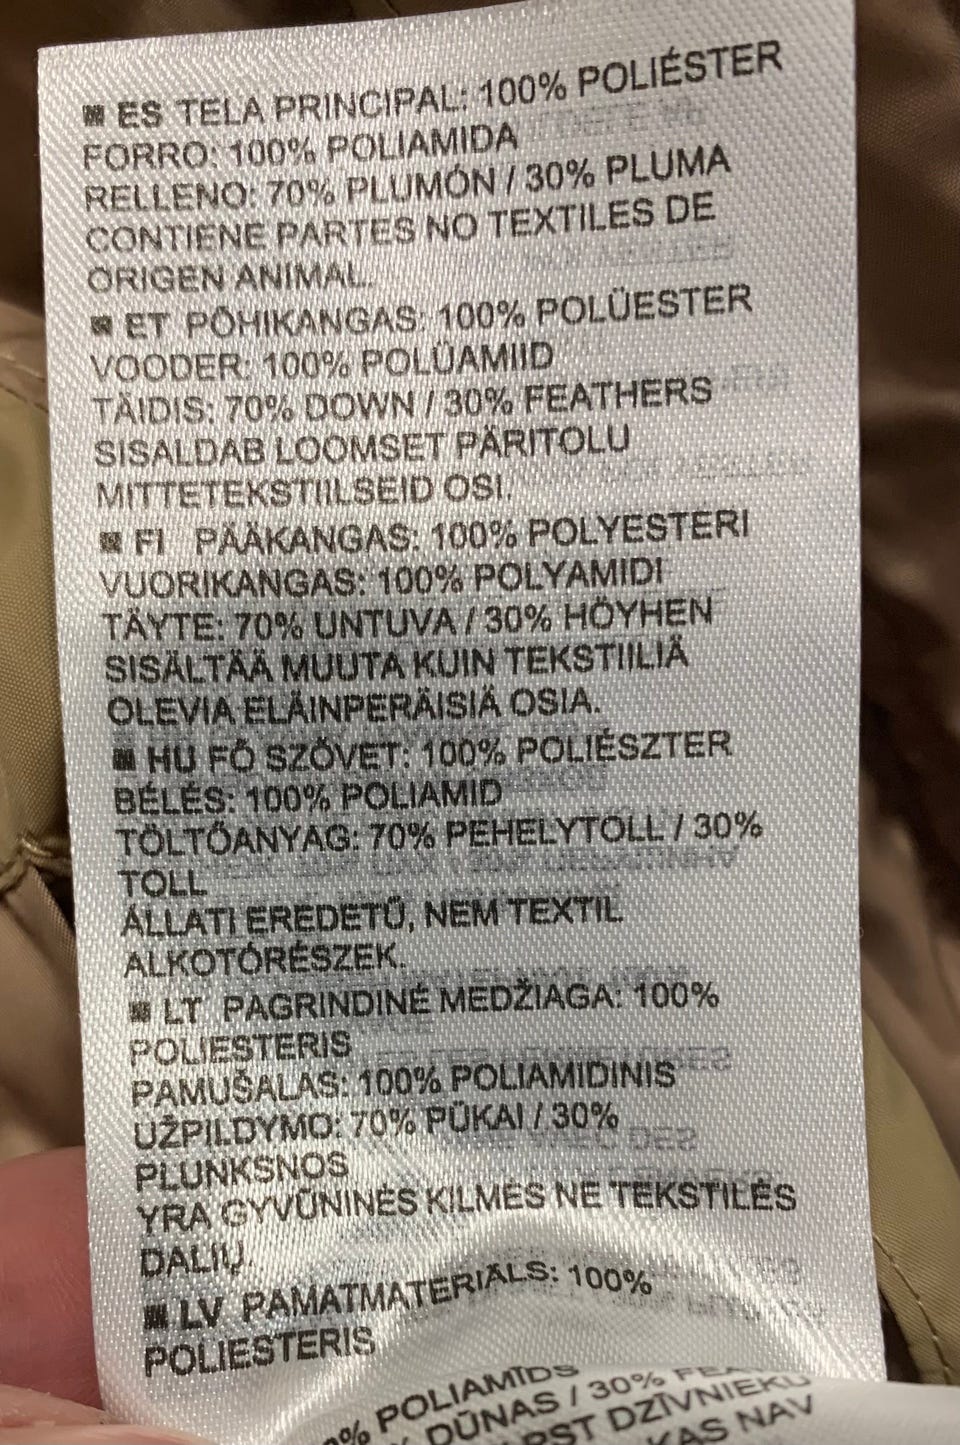 ES TELA PRINCIPAL: 100% POLIÉSTER
FORRO: 100% POLIAMIDA
RELLENO: 70% PLUMÓN / 30% PLUMA
CONTIENE PARTES NO TEXTILES DE
ORIGEN ANIMAL.
ET PÕHIKANGAS: 100% POLÜESTER
VOODER: 100% POLÜAMIID
TÄIDIS: 70% DOWN / 30% FEATHERS
SISALDAB LOOMSET PÄRITOLU
MITTETEKSTIILSEID OSI.
FI PÄÄKANGAS: 100% POLYESTERI
VUORIKANGAS: 100% POLYAMIDI
TÄYTE: 70% UNTUVA / 30% HÖYHEN
SISÄLTÄÄ MUUTA KUIN TEKSTIILIÄ
OLEVIA ELÄINPERÄISIÄ OSIA.
HU FŐ SZÖVET: 100% POLIÉSZTER
BÉLÉS: 100% POLIAMID
TÖLTŐANYAG: 70% PEHELYTOLL / 30%
TOLL
ÁLLATI EREDETŰ, NEM TEXTIL
ALKOTÓRÉSZEK.
LT PAGRINDINĖ MEDŽIAGA: 100%
POLIESTERIS
PAMUŠALAS: 100% POLIAMIDINIS
UŽPILDYMO: 70% PŪKAI / 30%
PLUNKSNOS
YRA GYVŪNINĖS KILMĖS NE TEKSTILĖS
DALIŲ.
LV PAMATMATERIĀLS: 100%
POLIESTERIS
% POLIAMĪDS
DŪNAS / 30%
DZĪVNIEKU
NAV